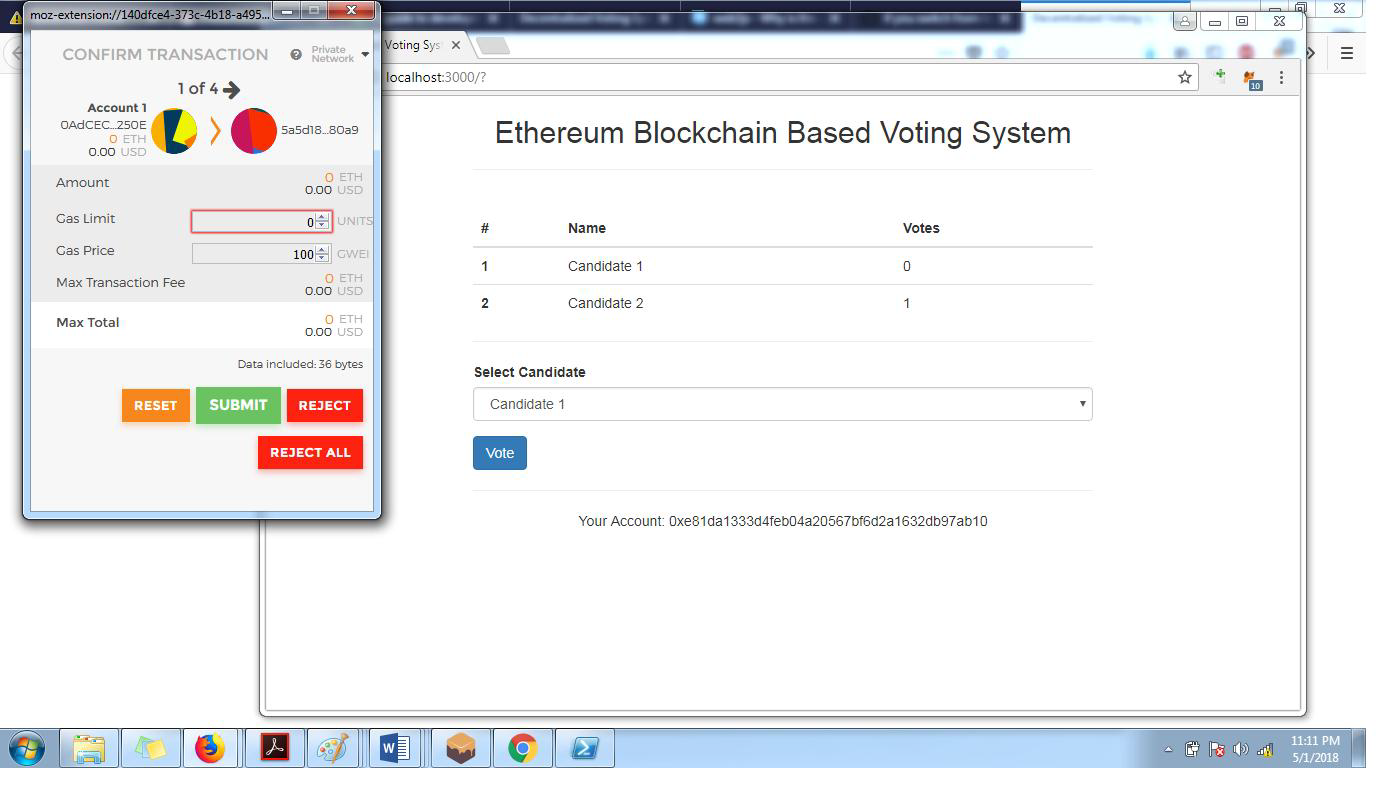 moz-extension://140dfce4-373c-4b18-a495...
CONFIRM TRANSACTION
Private
Network
1 of 4
Account 1
0AdCEC...250E
0 ETH
0.00 USD
5a5d18...80a9
Amount
0 ETH
0.00 USD
Gas Limit
0 UNITS
Gas Price
100 GWEI
Max Transaction Fee
0 ETH
0.00 USD
Max Total
0 ETH
0.00 USD
Data included: 36 bytes
RESET
SUBMIT
REJECT
REJECT ALL
Voting Sys
localhost:3000/?
10
Ethereum Blockchain Based Voting System
# Name Votes
1 Candidate 1 0
2 Candidate 2 1
Select Candidate
Candidate 1
Vote
Your Account: 0xe81da1333d4feb04a20567bf6d2a1632db97ab10
11:11 PM
5/1/2018